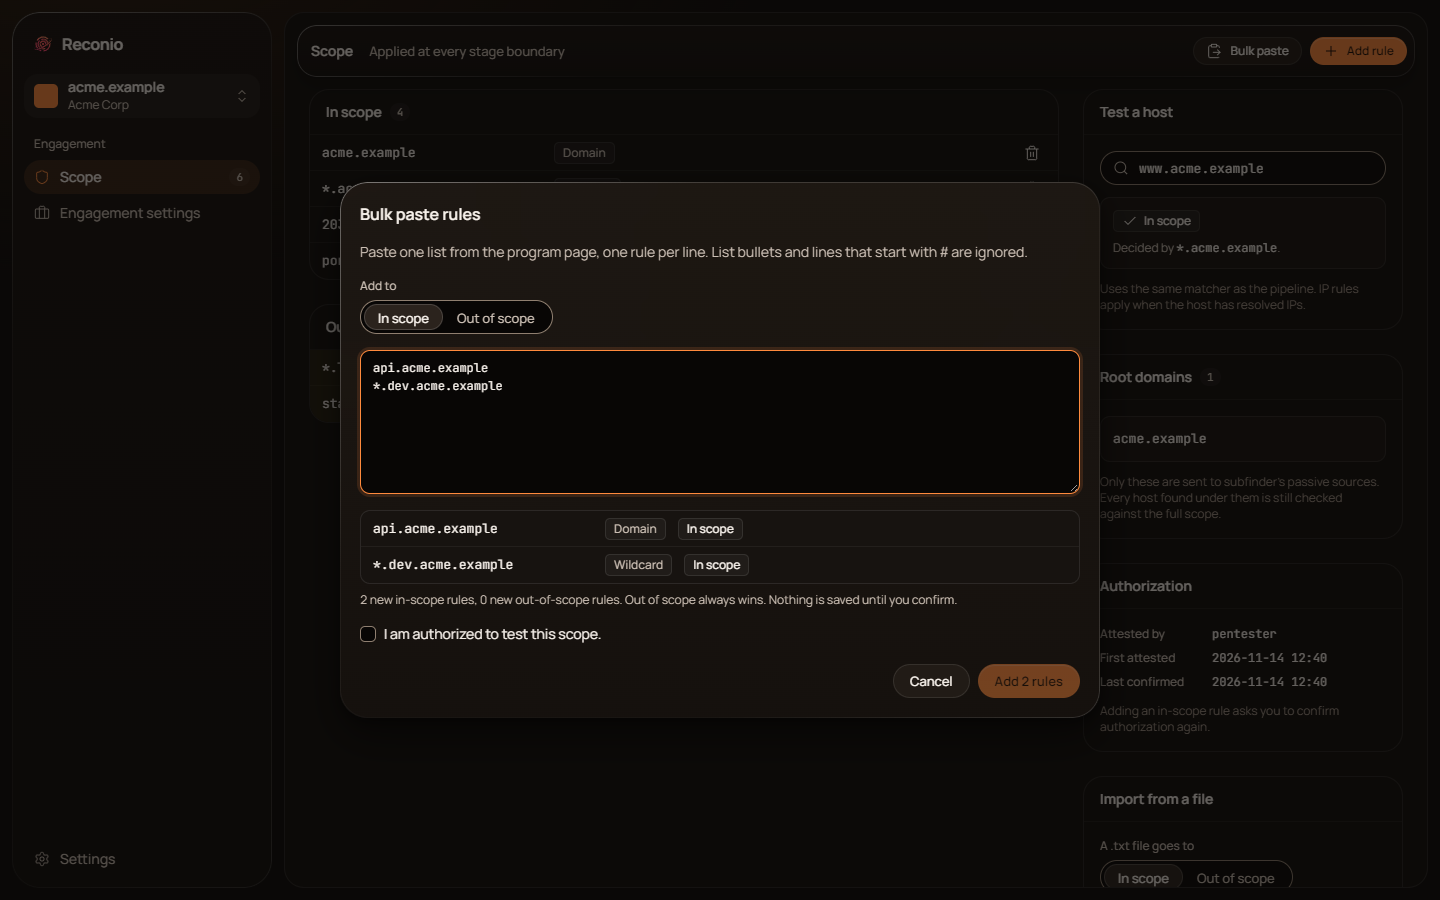 Reconio
acme.example
Acme Corp
Engagement
Scope 6
Engagement settings
Settings
Scope Applied at every stage boundary
Bulk paste
Add rule
In scope 4
acme.example Domain
Bulk paste rules
Paste one list from the program page, one rule per line. List bullets and lines that start with # are ignored.
Add to
In scope Out of scope
api.acme.example
*.dev.acme.example
api.acme.example Domain In scope
*.dev.acme.example Wildcard In scope
2 new in-scope rules, 0 new out-of-scope rules. Out of scope always wins. Nothing is saved until you confirm.
I am authorized to test this scope.
Cancel Add 2 rules
Test a host
www.acme.example
In scope
Decided by *.acme.example.
Uses the same matcher as the pipeline. IP rules
apply when the host has resolved IPs.
Root domains 1
acme.example
Only these are sent to subfinder's passive sources.
Every host found under them is still checked
against the full scope.
Authorization
Attested by pentester
First attested 2026-11-14 12:40
Last confirmed 2026-11-14 12:40
Adding an in-scope rule asks you to confirm
authorization again.
Import from a file
A .txt file goes to
In scope Out of scope